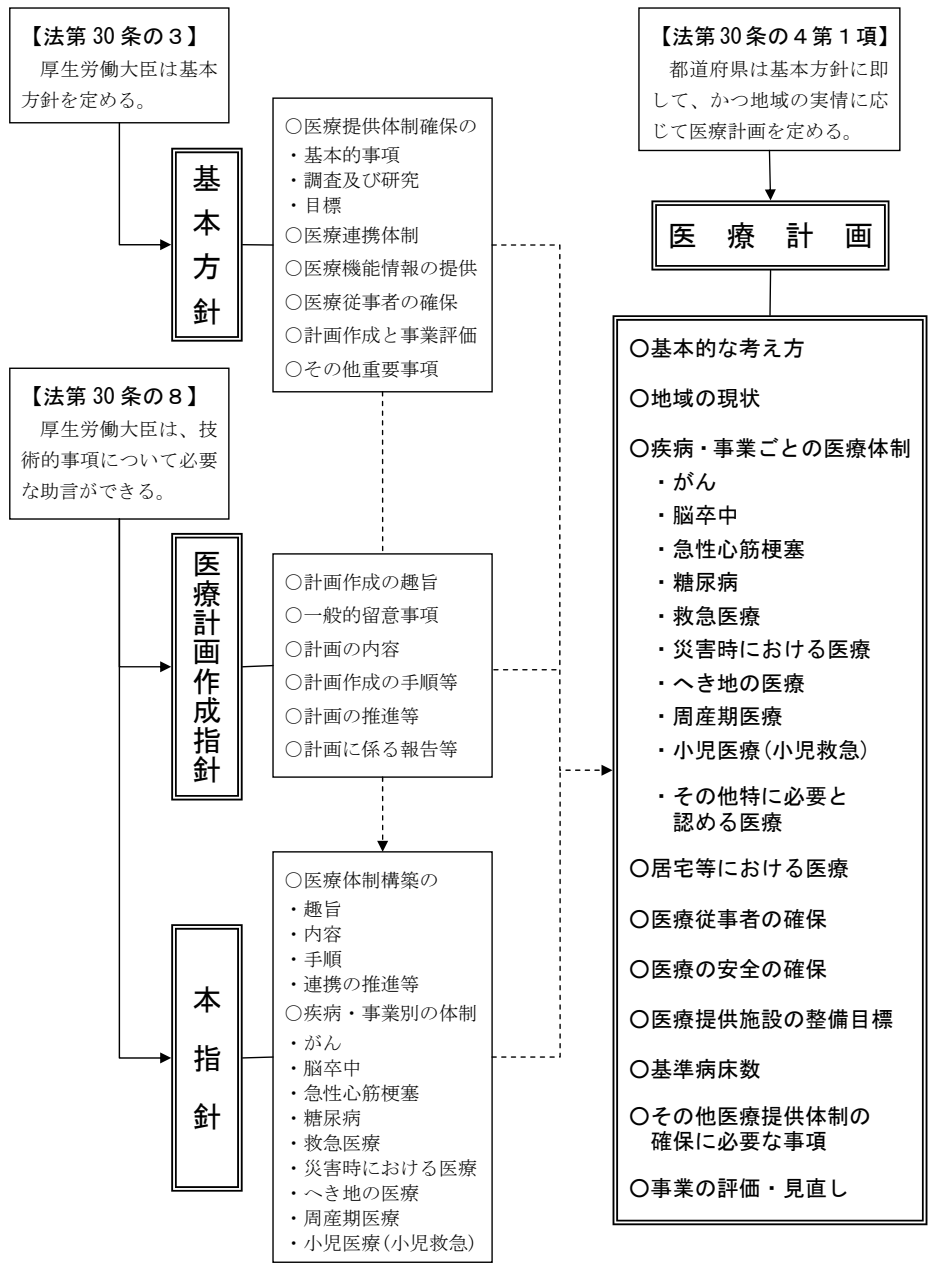 【法第30条の３】
厚生労働大臣は基本
方針を定める。
基本方針
○医療提供体制確保の
・基本的事項
・調査及び研究
・目標
○医療連携体制
○医療機能情報の提供
○医療従事者の確保
○計画作成と事業評価
○その他重要事項
【法第30条の８】
厚生労働大臣は、技
術的事項について必要
な助言ができる。
医療計画作成指針
○計画作成の趣旨
○一般的留意事項
○計画の内容
○計画作成の手順等
○計画の推進等
○計画に係る報告等
本指針
○医療体制構築の
・趣旨
・内容
・手順
・連携の推進等
○疾病・事業別の体制
・がん
・脳卒中
・急性心筋梗塞
・糖尿病
・救急医療
・災害時における医療
・へき地の医療
・周産期医療
・小児医療(小児救急)
【法第30条の４第１項】
都道府県は基本方針に即
して、かつ地域の実情に応
じて医療計画を定める。
医療計画
○基本的な考え方
○地域の現状
○疾病・事業ごとの医療体制
・がん
・脳卒中
・急性心筋梗塞
・糖尿病
・救急医療
・災害時における医療
・へき地の医療
・周産期医療
・小児医療(小児救急)
・その他特に必要と
認める医療
○居宅等における医療
○医療従事者の確保
○医療の安全の確保
○医療提供施設の整備目標
○基準病床数
○その他医療提供体制の
確保に必要な事項
○事業の評価・見直し